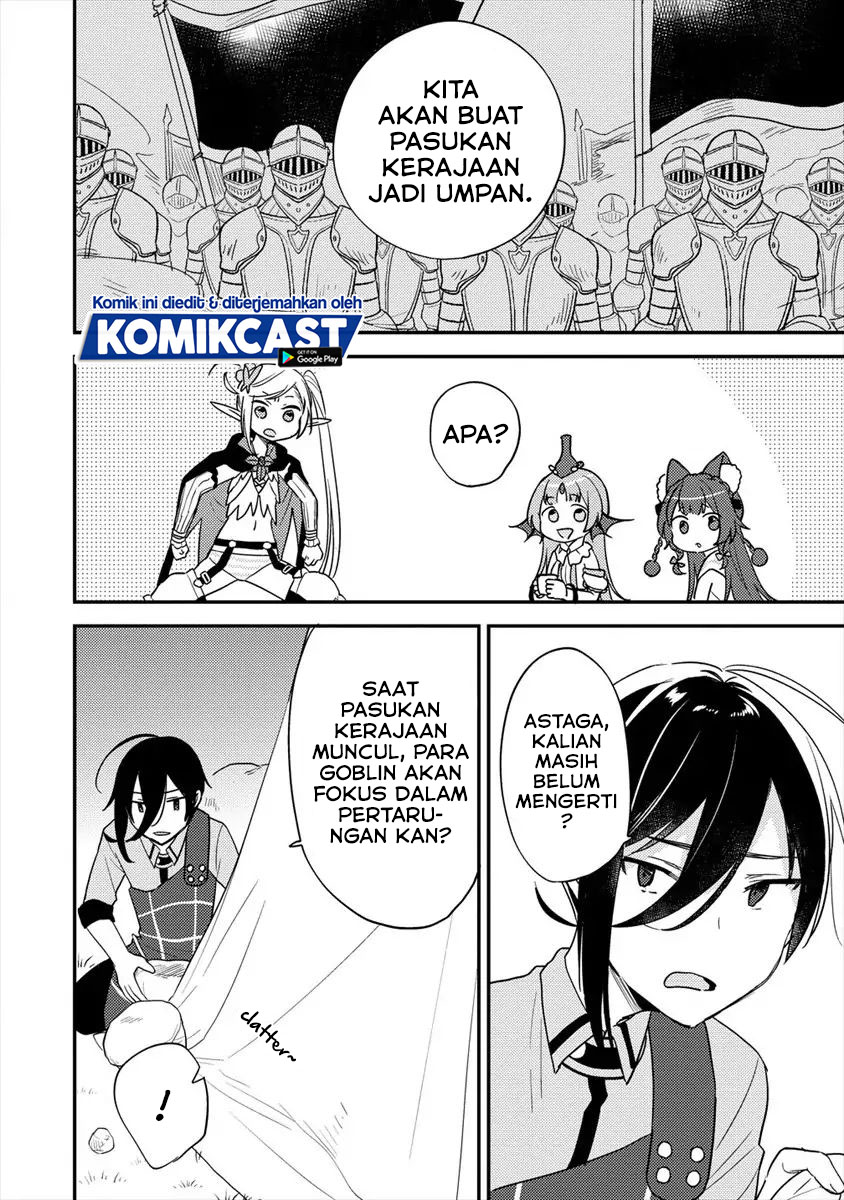 KITA
AKAN BUAT
PASUKAN
KERAJAAN
JADI UMPAN.
Komik ini diedit & diterjemahkan oleh
KOMIKCAST
GET IT ON
Google Play
APA?
ASTAGA,
KALIAN
MASIH
BELUM
MENGERTI
?
SAAT
PASUKAN
KERAJAAN
MUNCUL, PARA
GOBLIN AKAN
FOKUS DALAM
PERTARU-
NGAN KAN?
clatter~
!